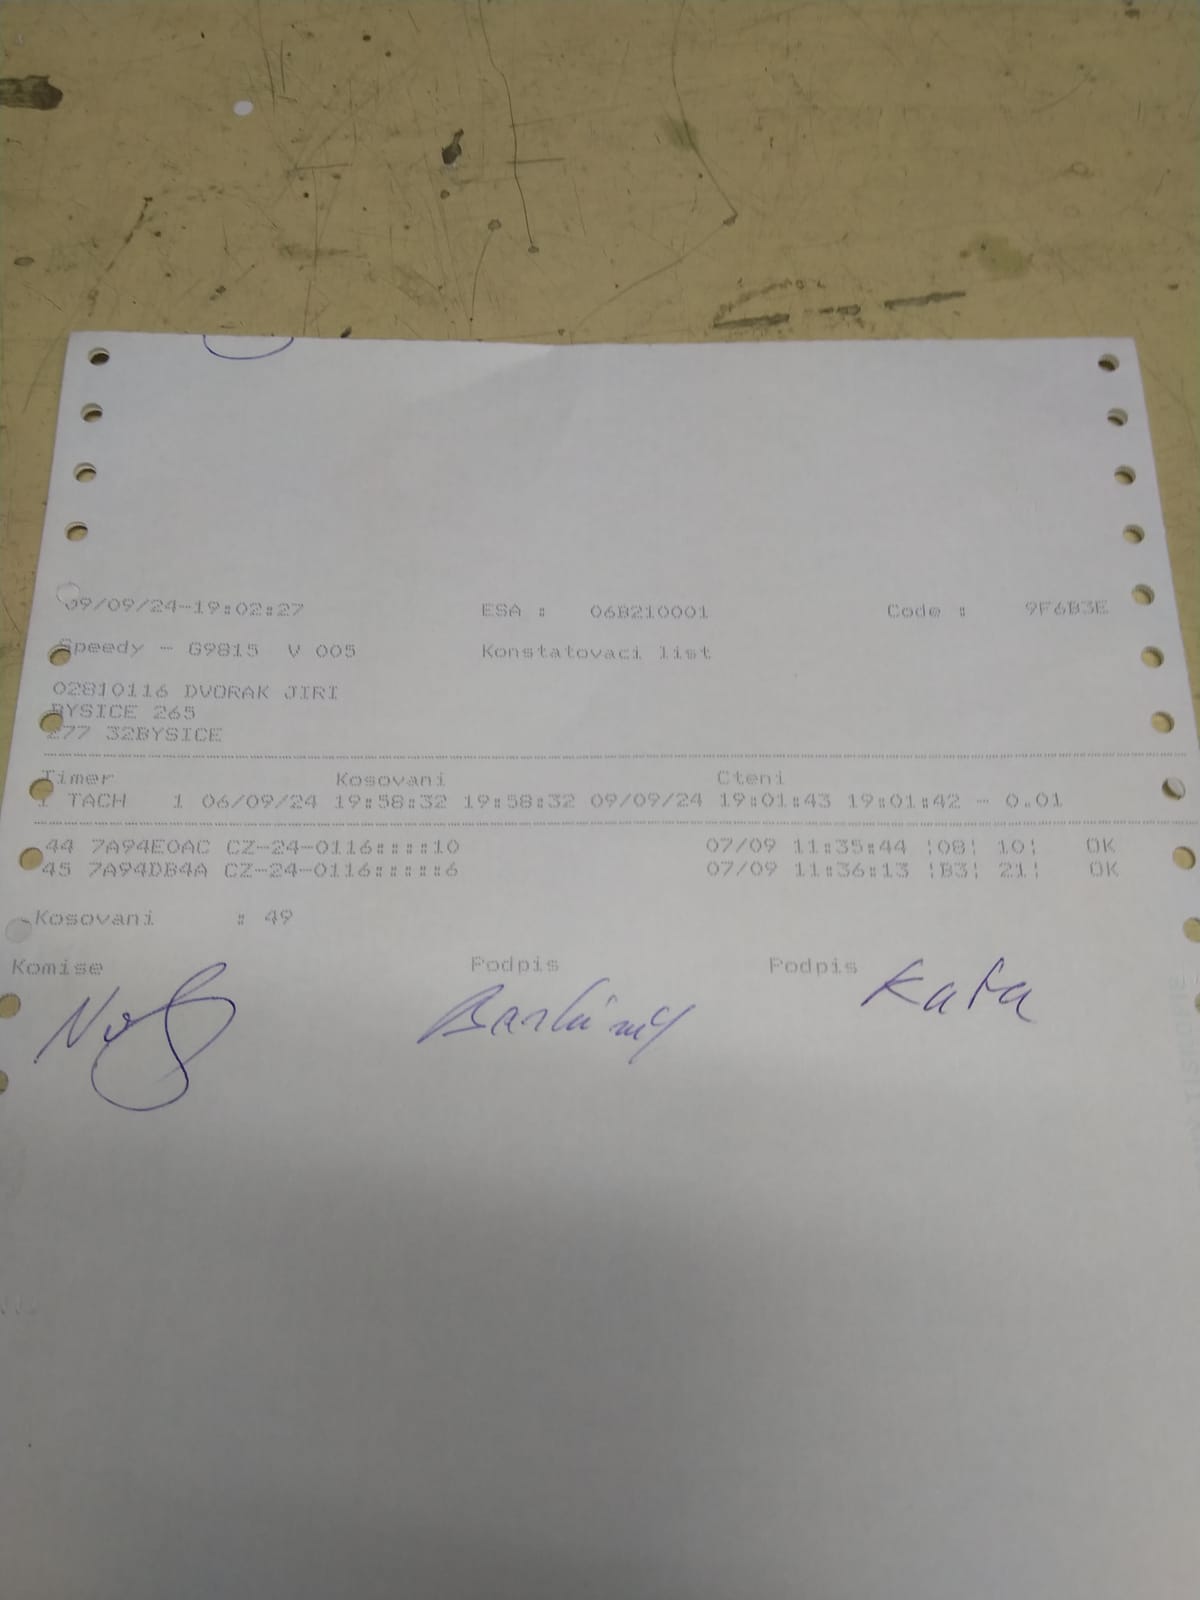 09/09/24-19:02:27 ESA : 06B210001 Code : 9F6B3E
Speedy - G9815 V 005 Konstatovaci list
02810116 DVORAK JIRI
BYSICE 265
277 32BYSICE
Timer Kosovani Cteni
1 TACH 1 06/09/24 19:58:32 19:58:32 09/09/24 19:01:43 19:01:42 - 0.01
44 7A94E0AC CZ-24-0116:::::10 07/09 11:35:44 ¦08¦ 10¦ OK
45 7A94DB4A CZ-24-0116::::::6 07/09 11:36:13 ¦B3¦ 21¦ OK
Kosovani : 49
Komise Podpis Podpis
Kafa